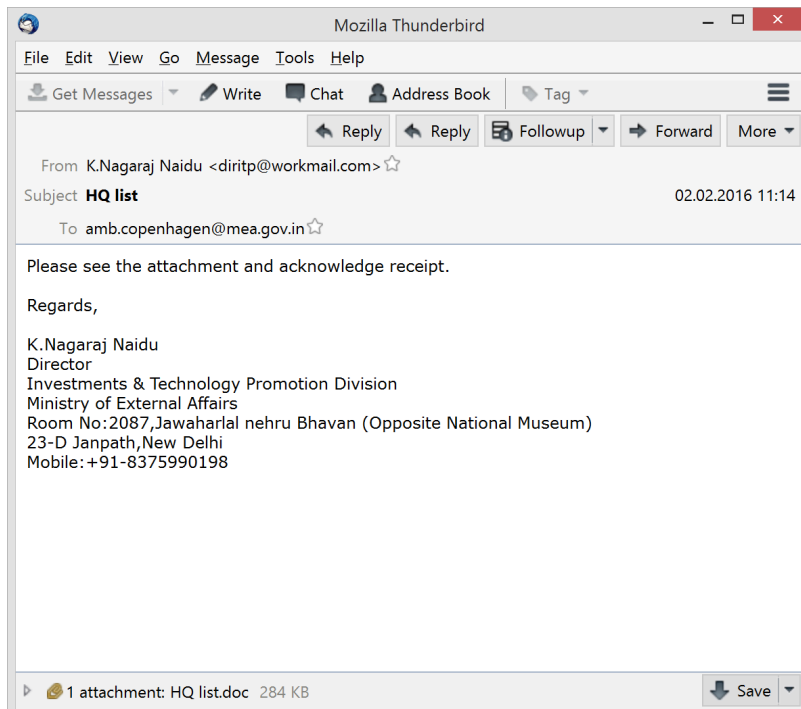 Mozilla Thunderbird
File Edit View Go Message Tools Help
Get Messages Write Chat Address Book Tag
Reply Reply Followup Forward More
From K.Nagaraj Naidu <diritp@workmail.com>
Subject HQ list 02.02.2016 11:14
To amb.copenhagen@mea.gov.in
Please see the attachment and acknowledge receipt.
Regards,
K.Nagaraj Naidu
Director
Investments & Technology Promotion Division
Ministry of External Affairs
Room No:2087,Jawaharlal nehru Bhavan (Opposite National Museum)
23-D Janpath,New Delhi
Mobile:+91-8375990198
1 attachment: HQ list.doc 284 KB Save